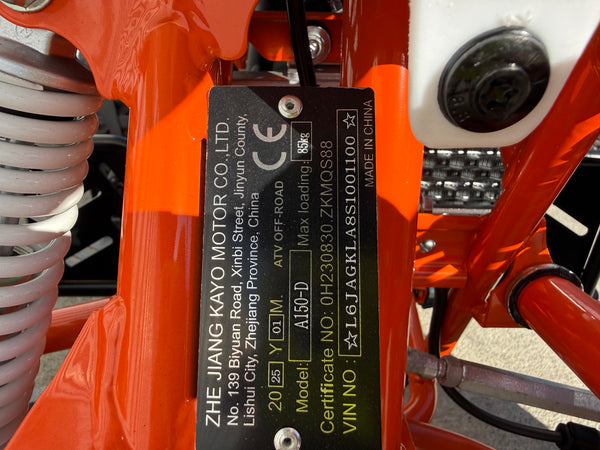 ZHE JIANG KAYO MOTOR CO.,LTD.
No. 139 Biyuan Road, Xinbi Street, Jinyun County,
Lishui City, Zhejiang Province, China
CE
20 25 Y 01 M. ATV OFF-ROAD
Model: A150-D Max loading: 85kg
Certificate NO: 0H230830.ZKMQS88
VIN NO. ☆L6JAGKLA8S1001100☆
MADE IN CHINA